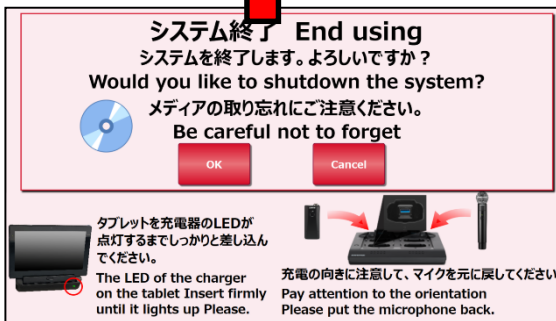 システム終了 End using
システムを終了します。よろしいですか？
Would you like to shutdown the system?
メディアの取り忘れにご注意ください。
Be careful not to forget
OK
Cancel
タブレットを充電器のLEDが
点灯するまでしっかりと差し込ん
でください。
The LED of the charger
on the tablet Insert firmly
until it lights up Please.
充電の向きに注意して、マイクを元に戻してください
Pay attention to the orientation
Please put the microphone back.